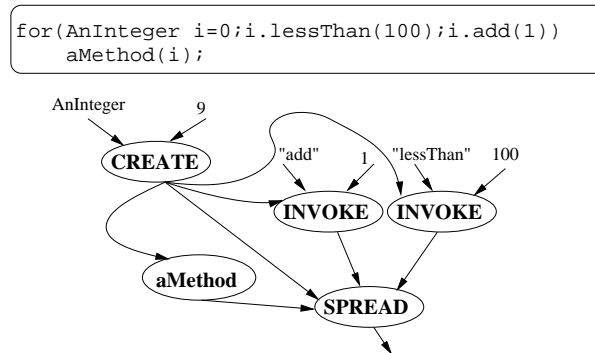 for(AnInteger i=0;i.lessThan(100);i.add(1))
aMethod(i);
AnInteger 9
CREATE
"add" 1 "lessThan" 100
INVOKE INVOKE
aMethod
SPREAD